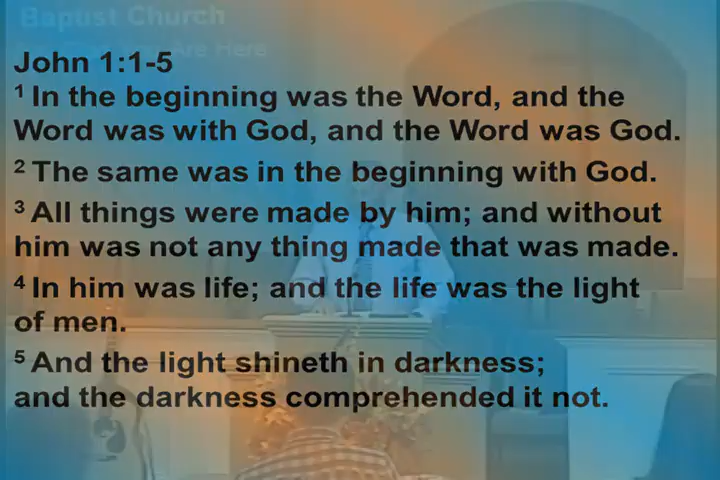 Baptist Church
Are Here
John 1:1-5
1 In the beginning was the Word, and the
Word was with God, and the Word was God.
2 The same was in the beginning with God.
3 All things were made by him; and without
him was not any thing made that was made.
4 In him was life; and the life was the light
of men.
5 And the light shineth in darkness;
and the darkness comprehended it not.